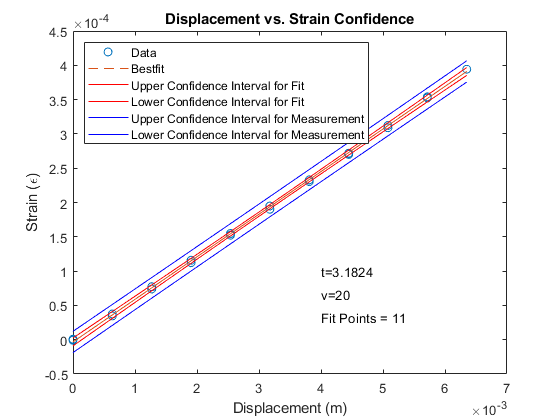 Displacement vs. Strain Confidence
×10⁻⁴
4.5
4
3.5
3
2.5
2
1.5
1
0.5
0
-0.5
Strain (ϵ)
Data
Bestfit
Upper Confidence Interval for Fit
Lower Confidence Interval for Fit
Upper Confidence Interval for Measurement
Lower Confidence Interval for Measurement
t=3.1824
v=20
Fit Points = 11
0 1 2 3 4 5 6 7
Displacement (m)
×10⁻³